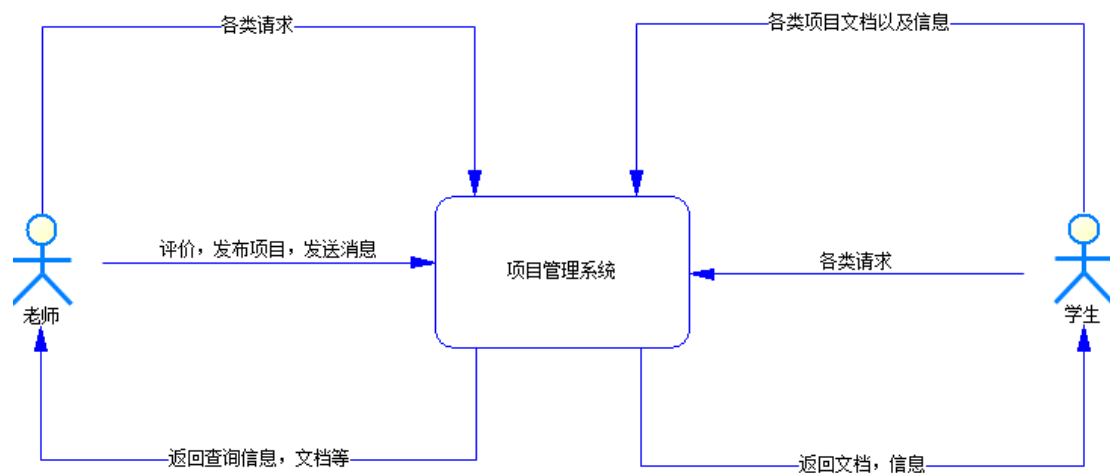 各类请求
各类项目文档以及信息
评价，发布项目，发送消息
项目管理系统
各类请求
老师
学生
返回查询信息，文档等
返回文档，信息